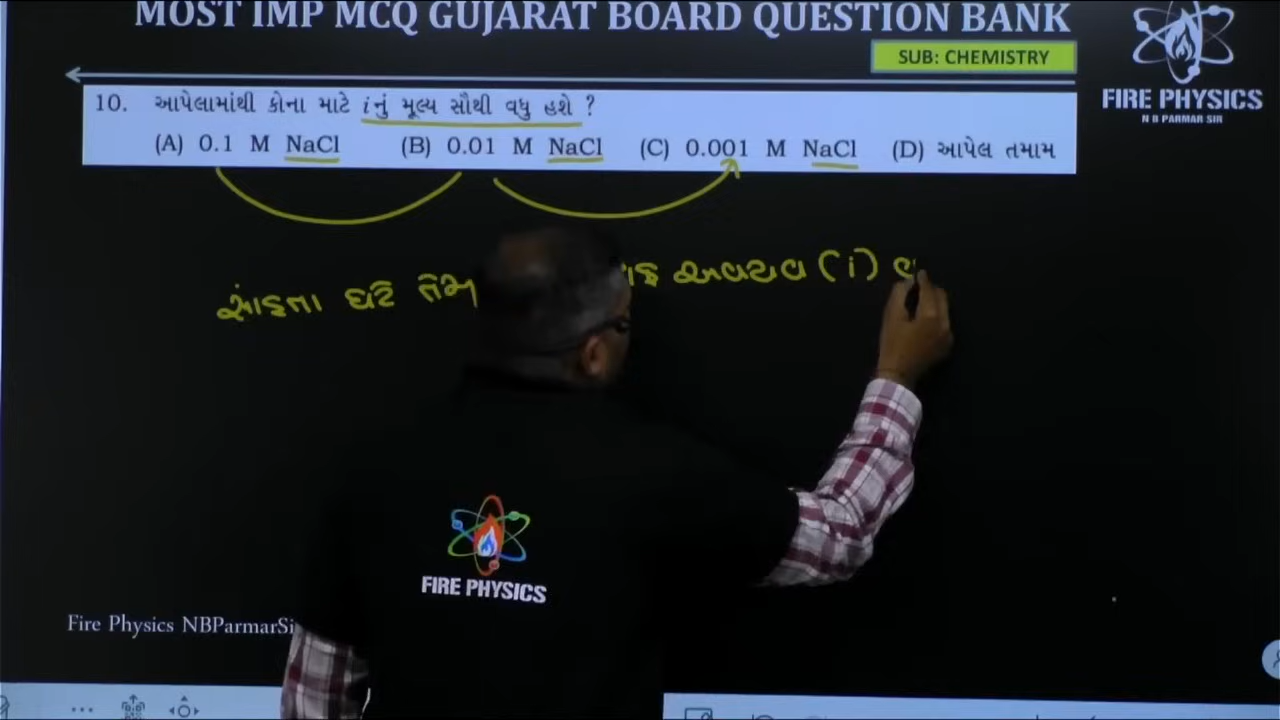 MOST IMP MCQ GUJARAT BOARD QUESTION BANK
SUB: CHEMISTRY
FIRE PHYSICS
N B PARMAR SIR
10. આપેલામાંથી કોના માટે iનું મૂલ્ય સૌથી વધુ હશે ?
(A) 0.1 M NaCl (B) 0.01 M NaCl (C) 0.001 M NaCl (D) આપેલ તમામ
સાંદ્રતા ઘટે તેમ અવયવ (i)
FIRE PHYSICS
Fire Physics NBParmarSi